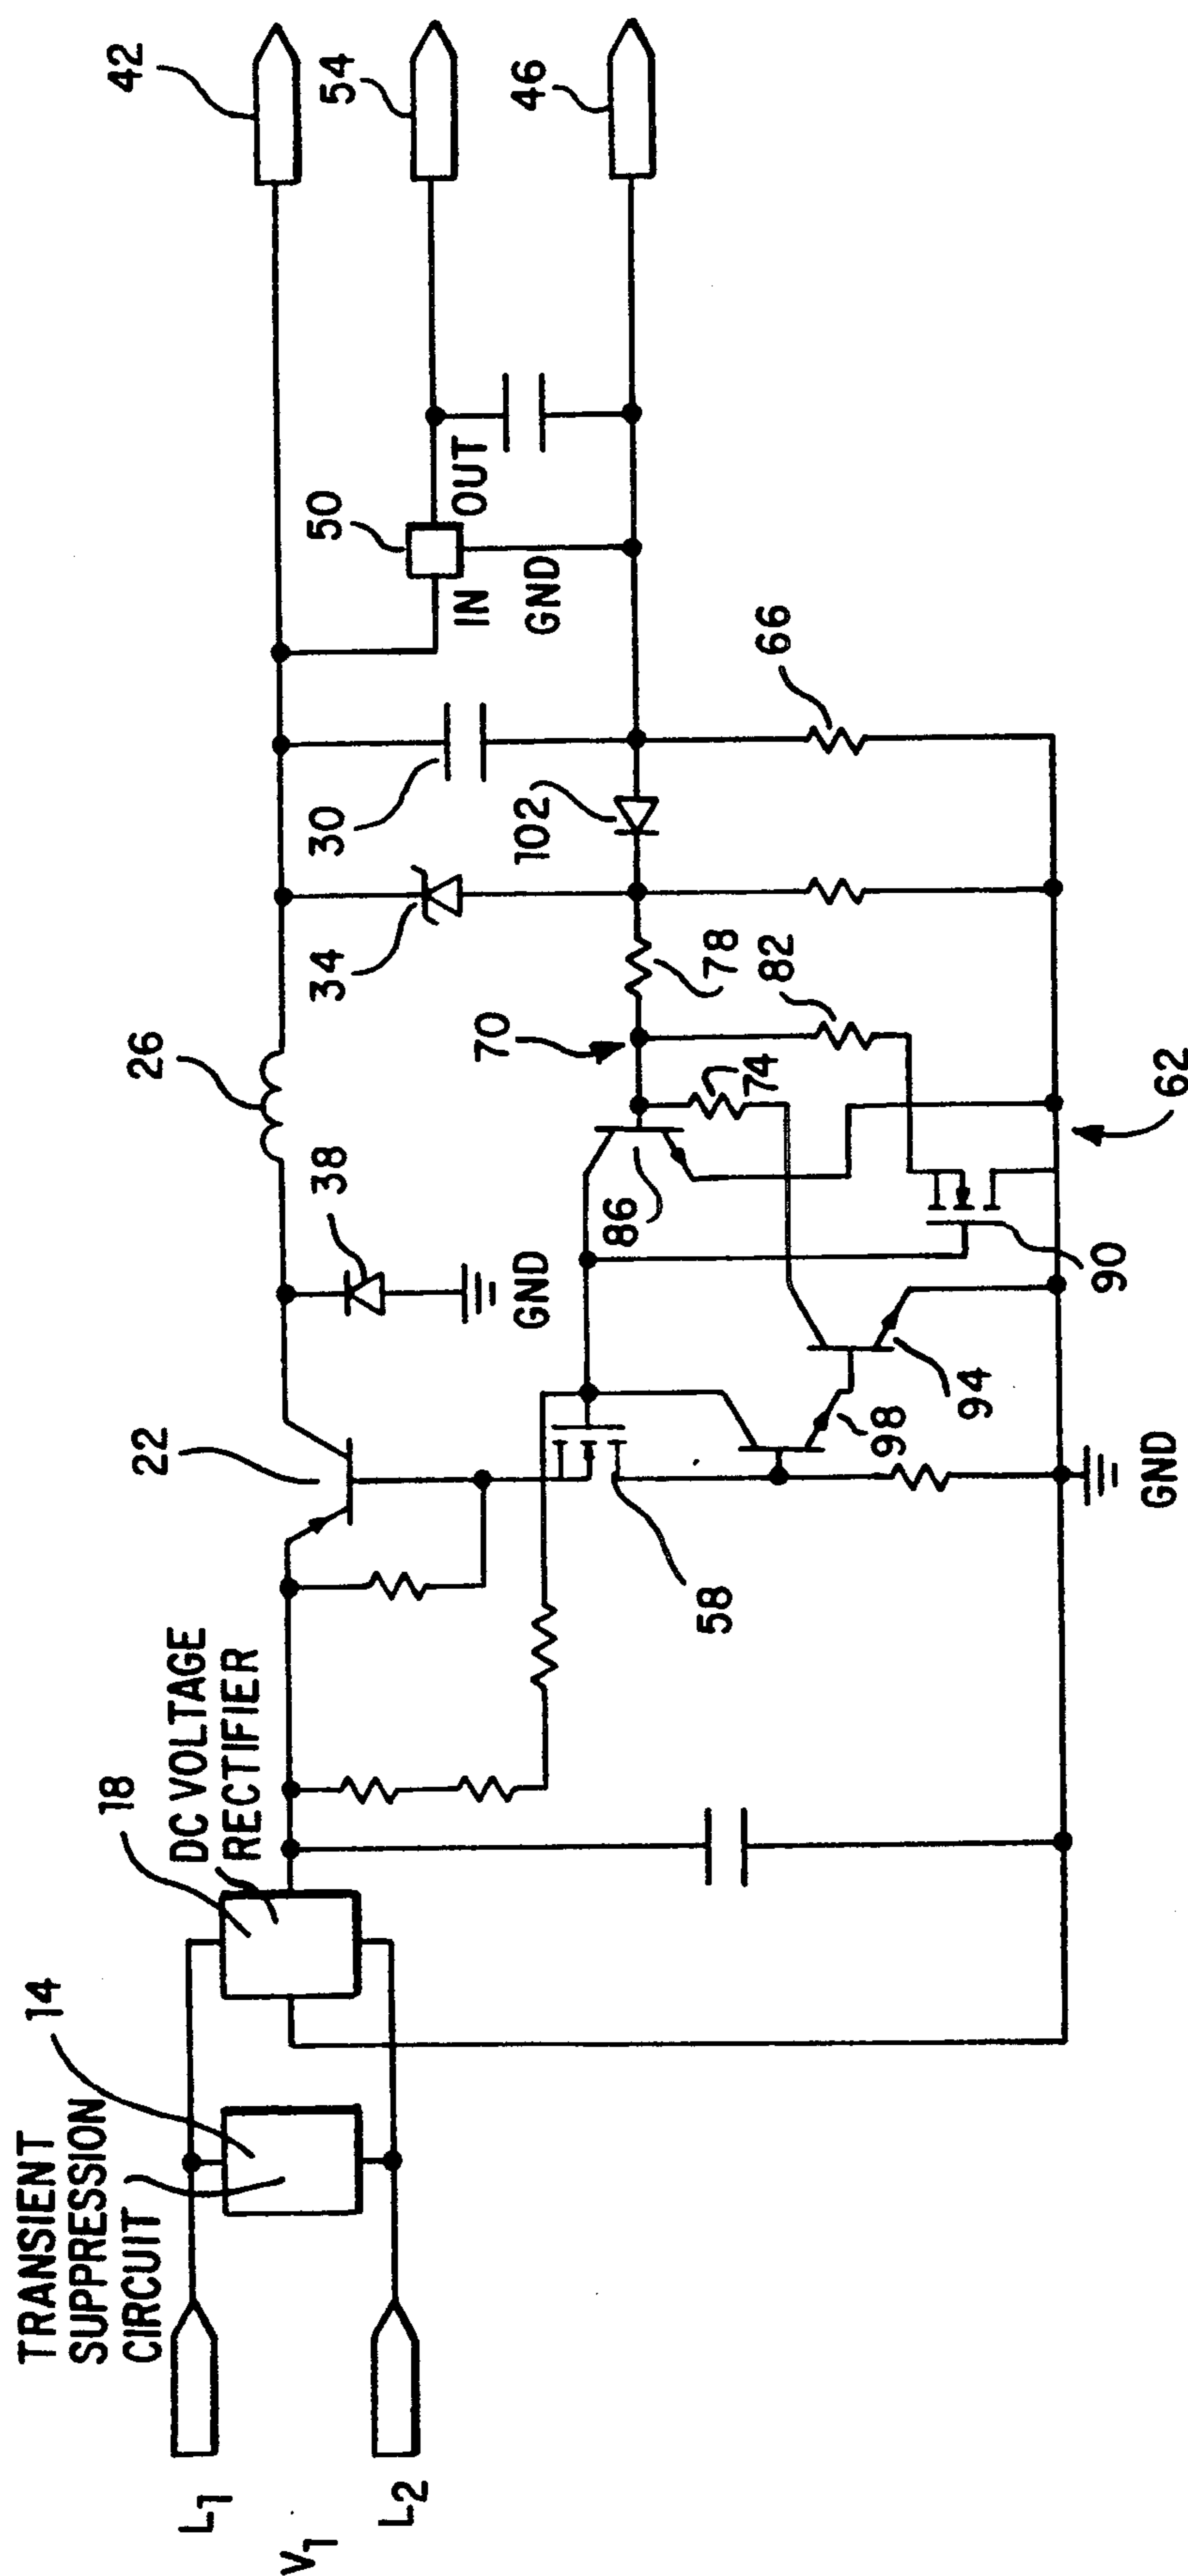 TRANSIENT
SUPPRESSION
CIRCUIT
14
18
DC VOLTAGE
RECTIFIER
22
38
26
34
30
50
42
54
46
IN
OUT
GND
GND
102
66
70
78
82
74
86
62
90
94
98
58
GND
L1
V1
L2